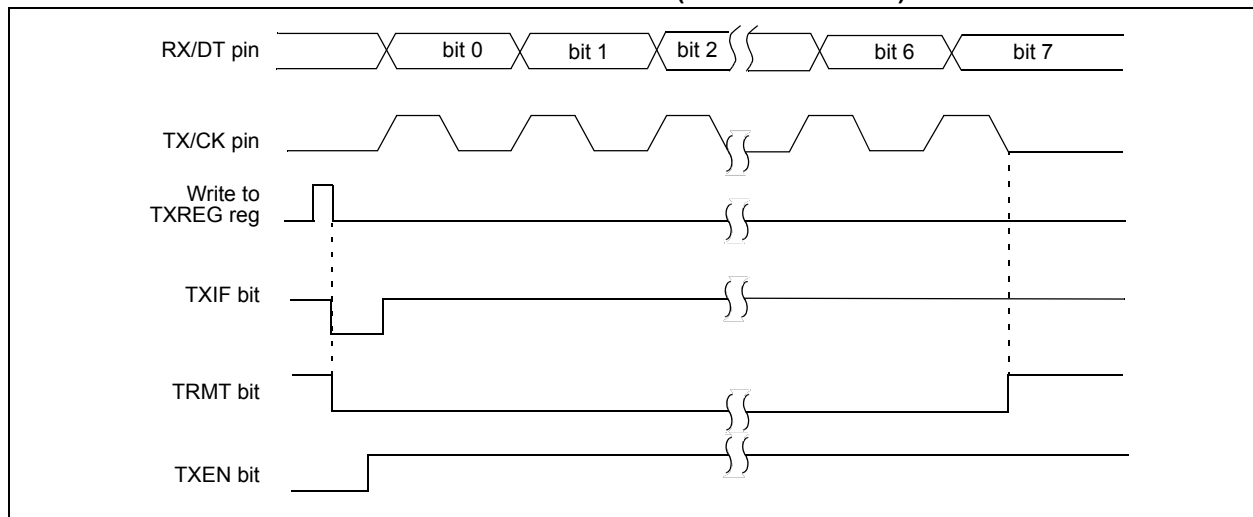 RX/DT pin
bit 0
bit 1
bit 2
bit 6
bit 7
TX/CK pin
Write to
TXREG reg
TXIF bit
TRMT bit
TXEN bit